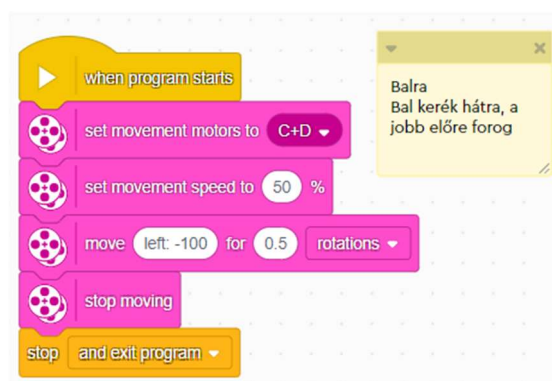 when program starts
set movement motors to C+D
set movement speed to 50 %
move left: -100 for 0.5 rotations
stop moving
stop and exit program
Balra
Bal kerék hátra, a
jobb előre forog